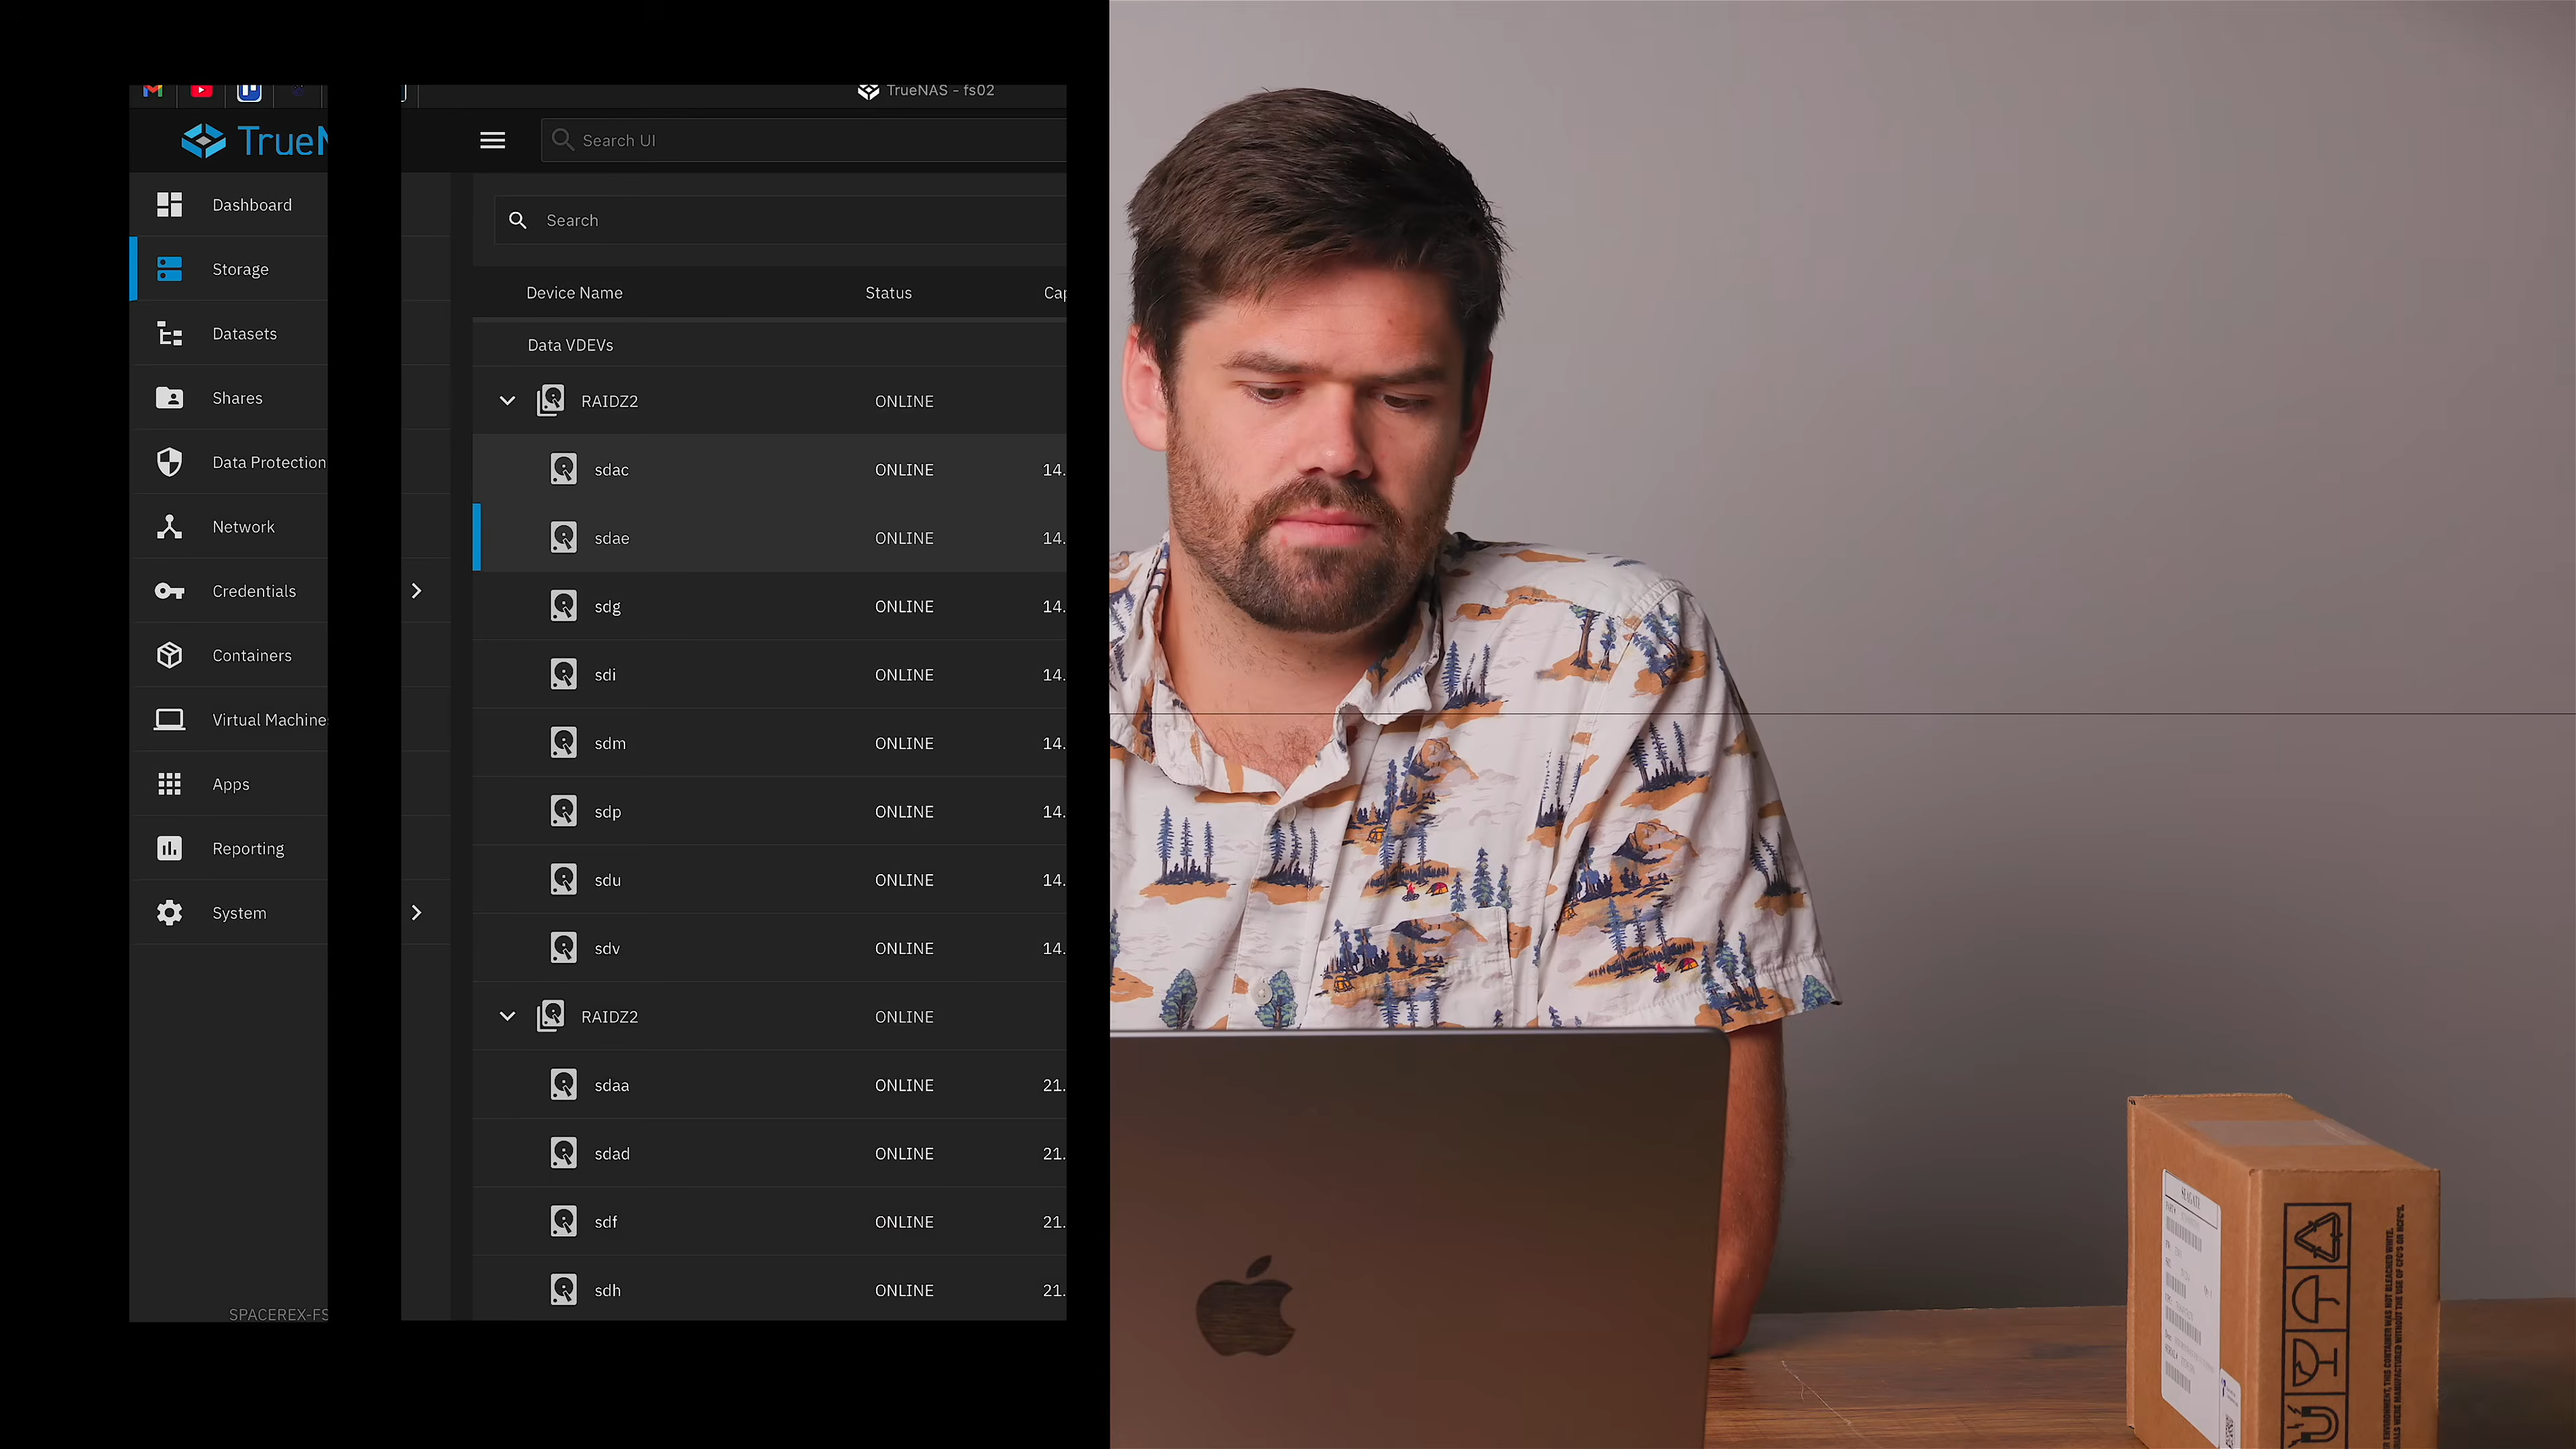 TrueNAS - fs02
TrueN
Search UI
Dashboard
Storage
Datasets
Shares
Data Protection
Network
Credentials
Containers
Virtual Machine
Apps
Reporting
System
SPACEREX-FS
Search
Device Name Status Cap
Data VDEVs
RAIDZ2 ONLINE
sdac ONLINE 14.
sdae ONLINE 14.
sdg ONLINE 14.
sdi ONLINE 14.
sdm ONLINE 14.
sdp ONLINE 14.
sdu ONLINE 14.
sdv ONLINE 14.
RAIDZ2 ONLINE
sdaa ONLINE 21.
sdad ONLINE 21.
sdf ONLINE 21.
sdh ONLINE 21.
SEAGATE